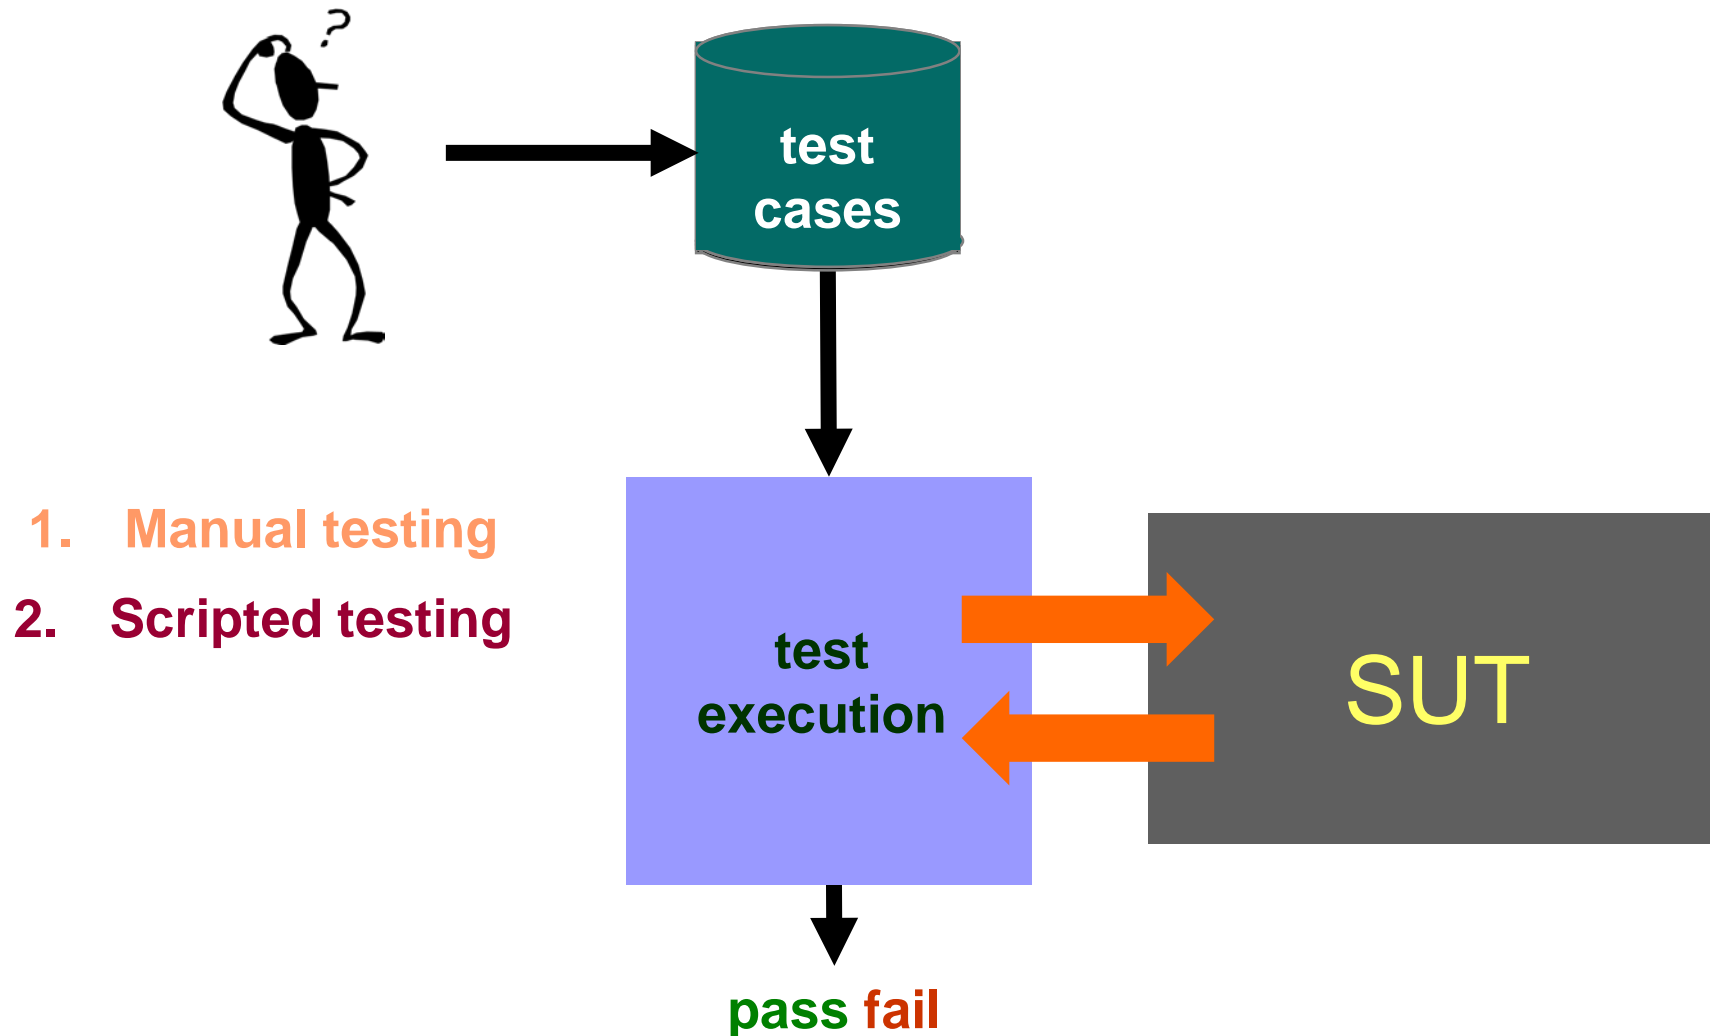 ?
test
cases
1. Manual testing
2. Scripted testing
test
execution
SUT
pass fail